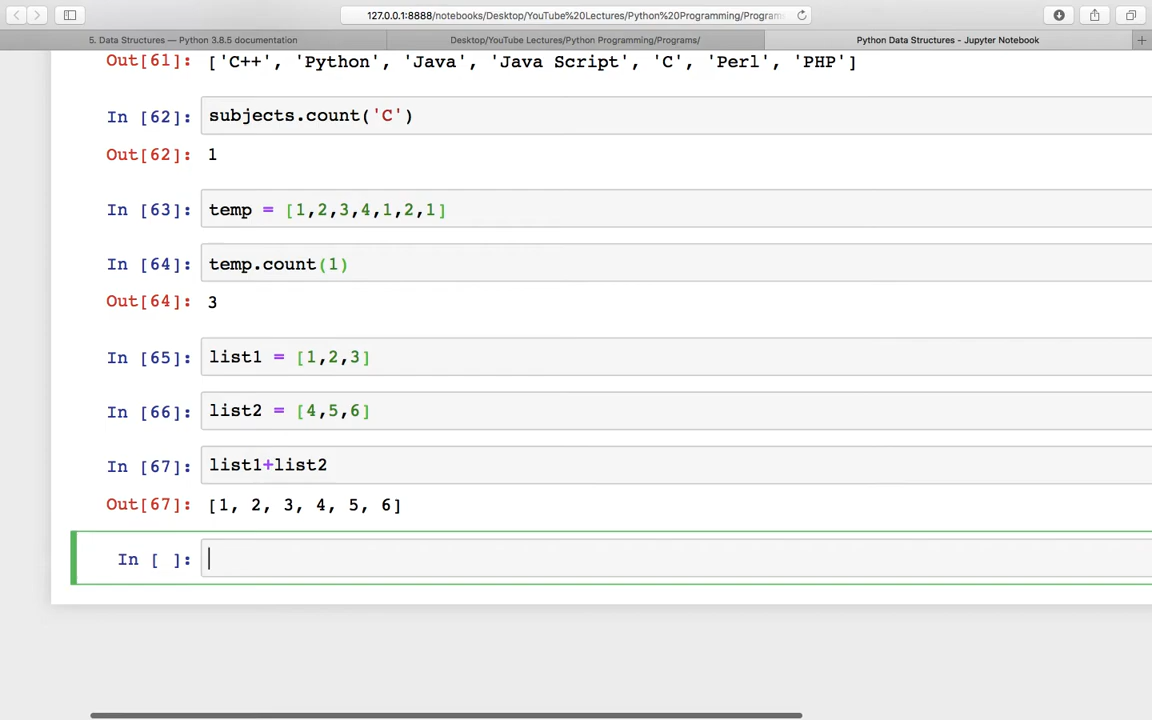 127.0.0.1:8888/notebooks/Desktop/YouTube%20Lectures/Python%20Programming/Program
5. Data Structures — Python 3.8.5 documentation
Desktop/YouTube Lectures/Python Programming/Programs/
Python Data Structures - Jupyter Notebook
Out[61]: ['C++', 'Python', 'Java', 'Java Script', 'C', 'Perl', 'PHP']
In [62]: subjects.count('C')
Out[62]: 1
In [63]: temp = [1,2,3,4,1,2,1]
In [64]: temp.count(1)
Out[64]: 3
In [65]: list1 = [1,2,3]
In [66]: list2 = [4,5,6]
In [67]: list1+list2
Out[67]: [1, 2, 3, 4, 5, 6]
In [ ]: